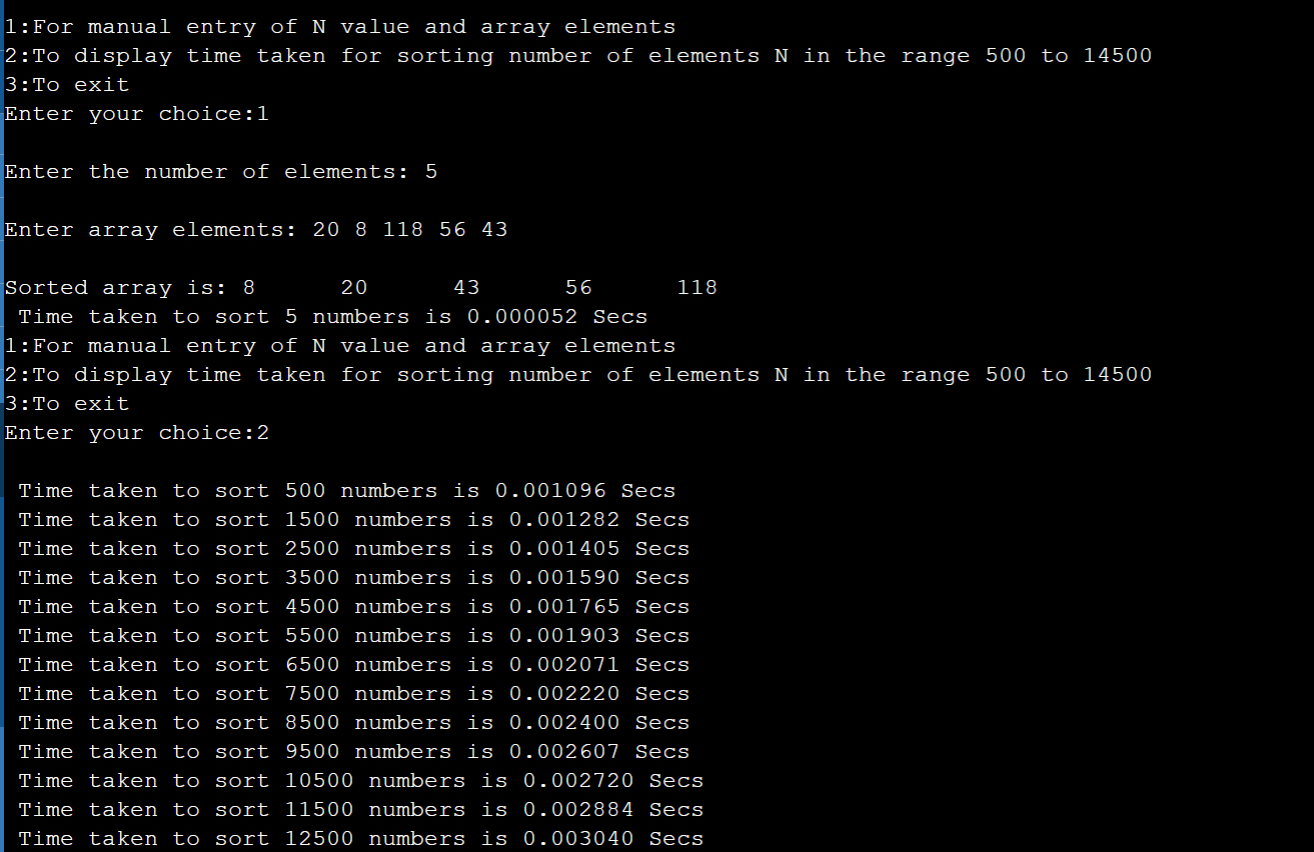 1:For manual entry of N value and array elements
2:To display time taken for sorting number of elements N in the range 500 to 14500
3:To exit
Enter your choice:1
Enter the number of elements: 5
Enter array elements: 20 8 118 56 43
Sorted array is: 8 20 43 56 118
Time taken to sort 5 numbers is 0.000052 Secs
1:For manual entry of N value and array elements
2:To display time taken for sorting number of elements N in the range 500 to 14500
3:To exit
Enter your choice:2
Time taken to sort 500 numbers is 0.001096 Secs
Time taken to sort 1500 numbers is 0.001282 Secs
Time taken to sort 2500 numbers is 0.001405 Secs
Time taken to sort 3500 numbers is 0.001590 Secs
Time taken to sort 4500 numbers is 0.001765 Secs
Time taken to sort 5500 numbers is 0.001903 Secs
Time taken to sort 6500 numbers is 0.002071 Secs
Time taken to sort 7500 numbers is 0.002220 Secs
Time taken to sort 8500 numbers is 0.002400 Secs
Time taken to sort 9500 numbers is 0.002607 Secs
Time taken to sort 10500 numbers is 0.002720 Secs
Time taken to sort 11500 numbers is 0.002884 Secs
Time taken to sort 12500 numbers is 0.003040 Secs